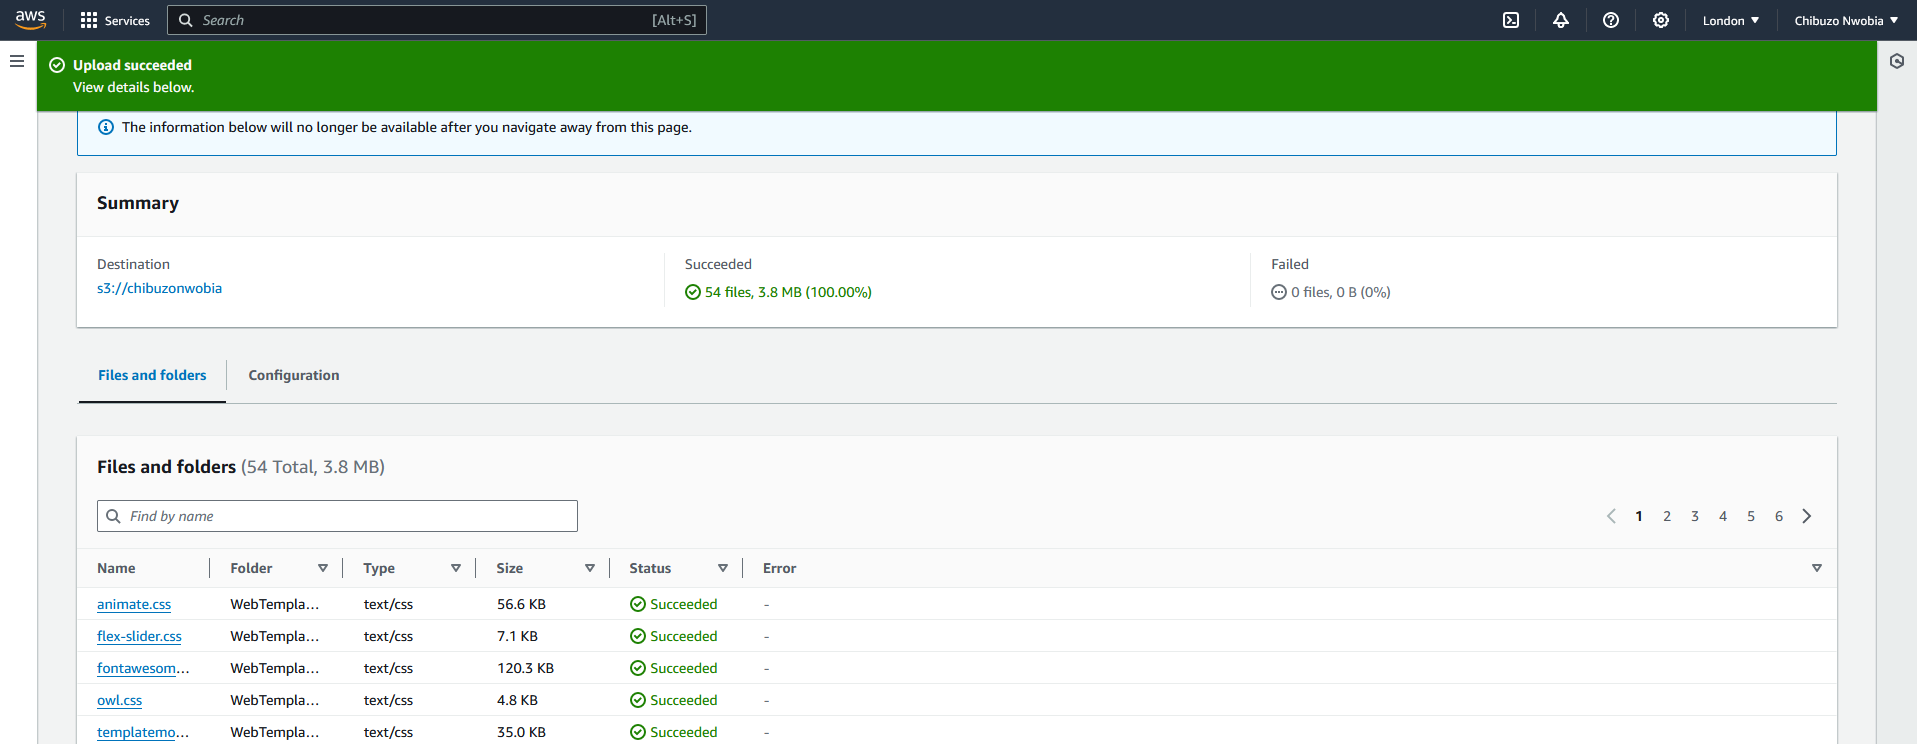 aws Services Search [Alt+S] London Chibuzo Nwobia
Upload succeeded
View details below.
The information below will no longer be available after you navigate away from this page.
Summary
Destination Succeeded Failed
s3://chibuzonwobia 54 files, 3.8 MB (100.00%) 0 files, 0 B (0%)
Files and folders Configuration
Files and folders (54 Total, 3.8 MB)
Find by name 1 2 3 4 5 6
Name Folder Type Size Status Error
animate.css WebTempla... text/css 56.6 KB Succeeded -
flex-slider.css WebTempla... text/css 7.1 KB Succeeded -
fontawesom... WebTempla... text/css 120.3 KB Succeeded -
owl.css WebTempla... text/css 4.8 KB Succeeded -
templatemo... WebTempla... text/css 35.0 KB Succeeded -